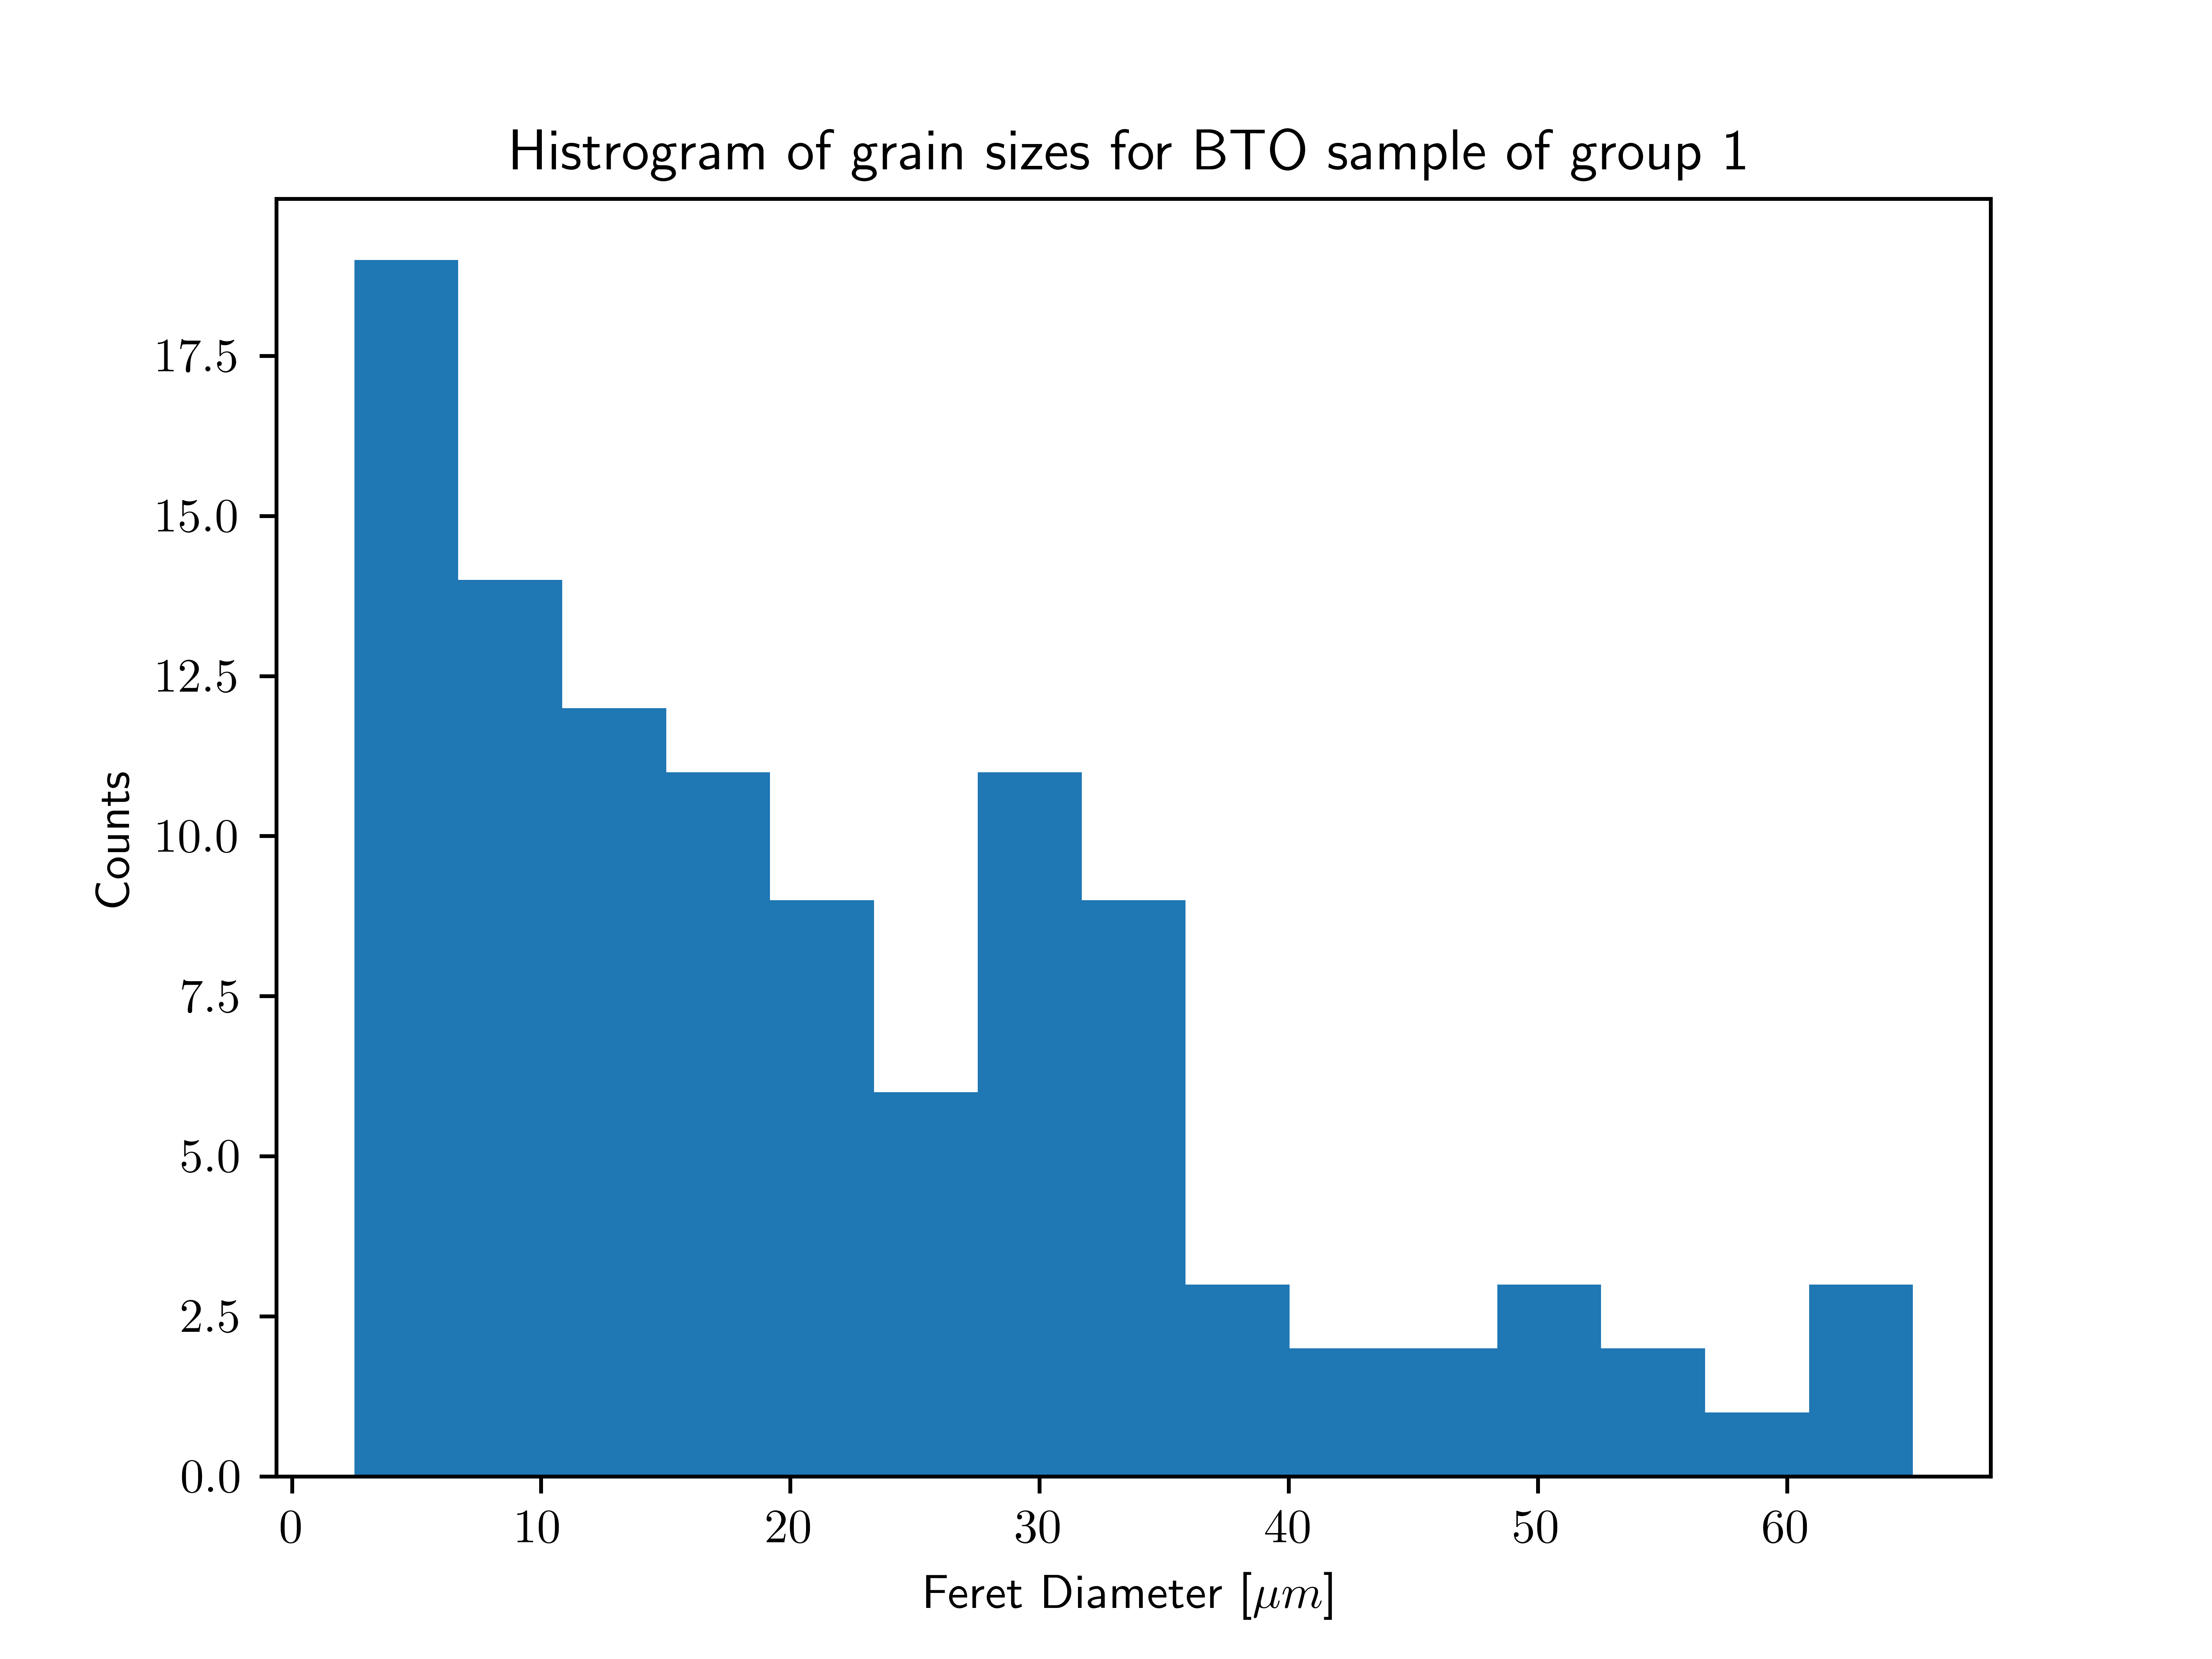 Histrogram of grain sizes for BTO sample of group 1
17.5
15.0
12.5
10.0
7.5
5.0
2.5
0.0
Counts
0 10 20 30 40 50 60
Feret Diameter [μm]